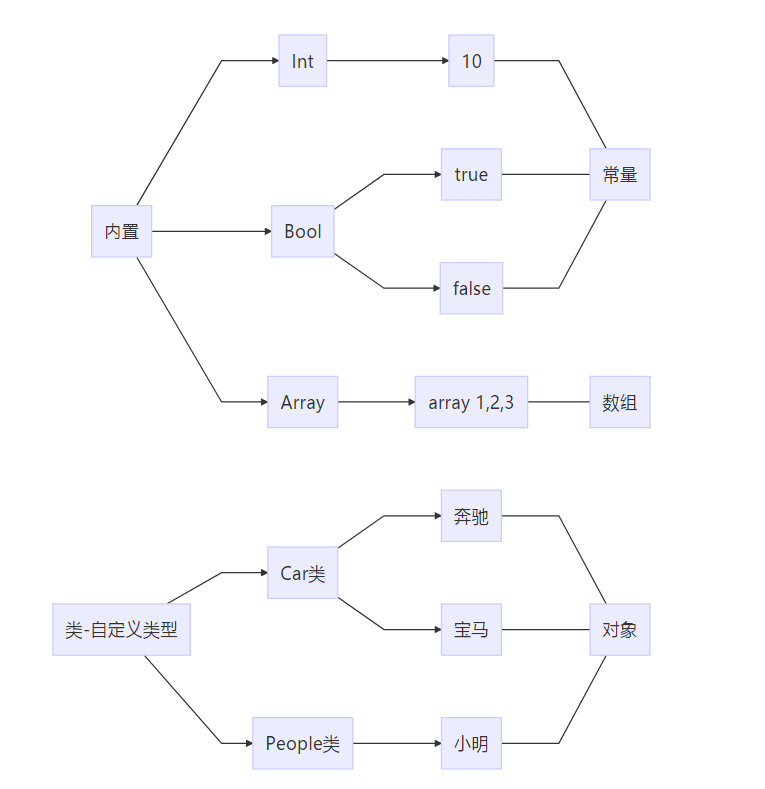 Int
10
true
常量
内置
Bool
false
Array
array 1,2,3
数组
奔驰
Car类
类-自定义类型
宝马
对象
People类
小明